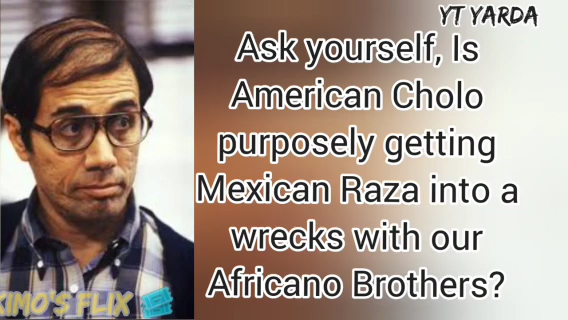 YT YARDA
Ask yourself, Is
American Cholo
purposely getting
Mexican Raza into a
wrecks with our
Africano Brothers?
KIMO'S FLIX